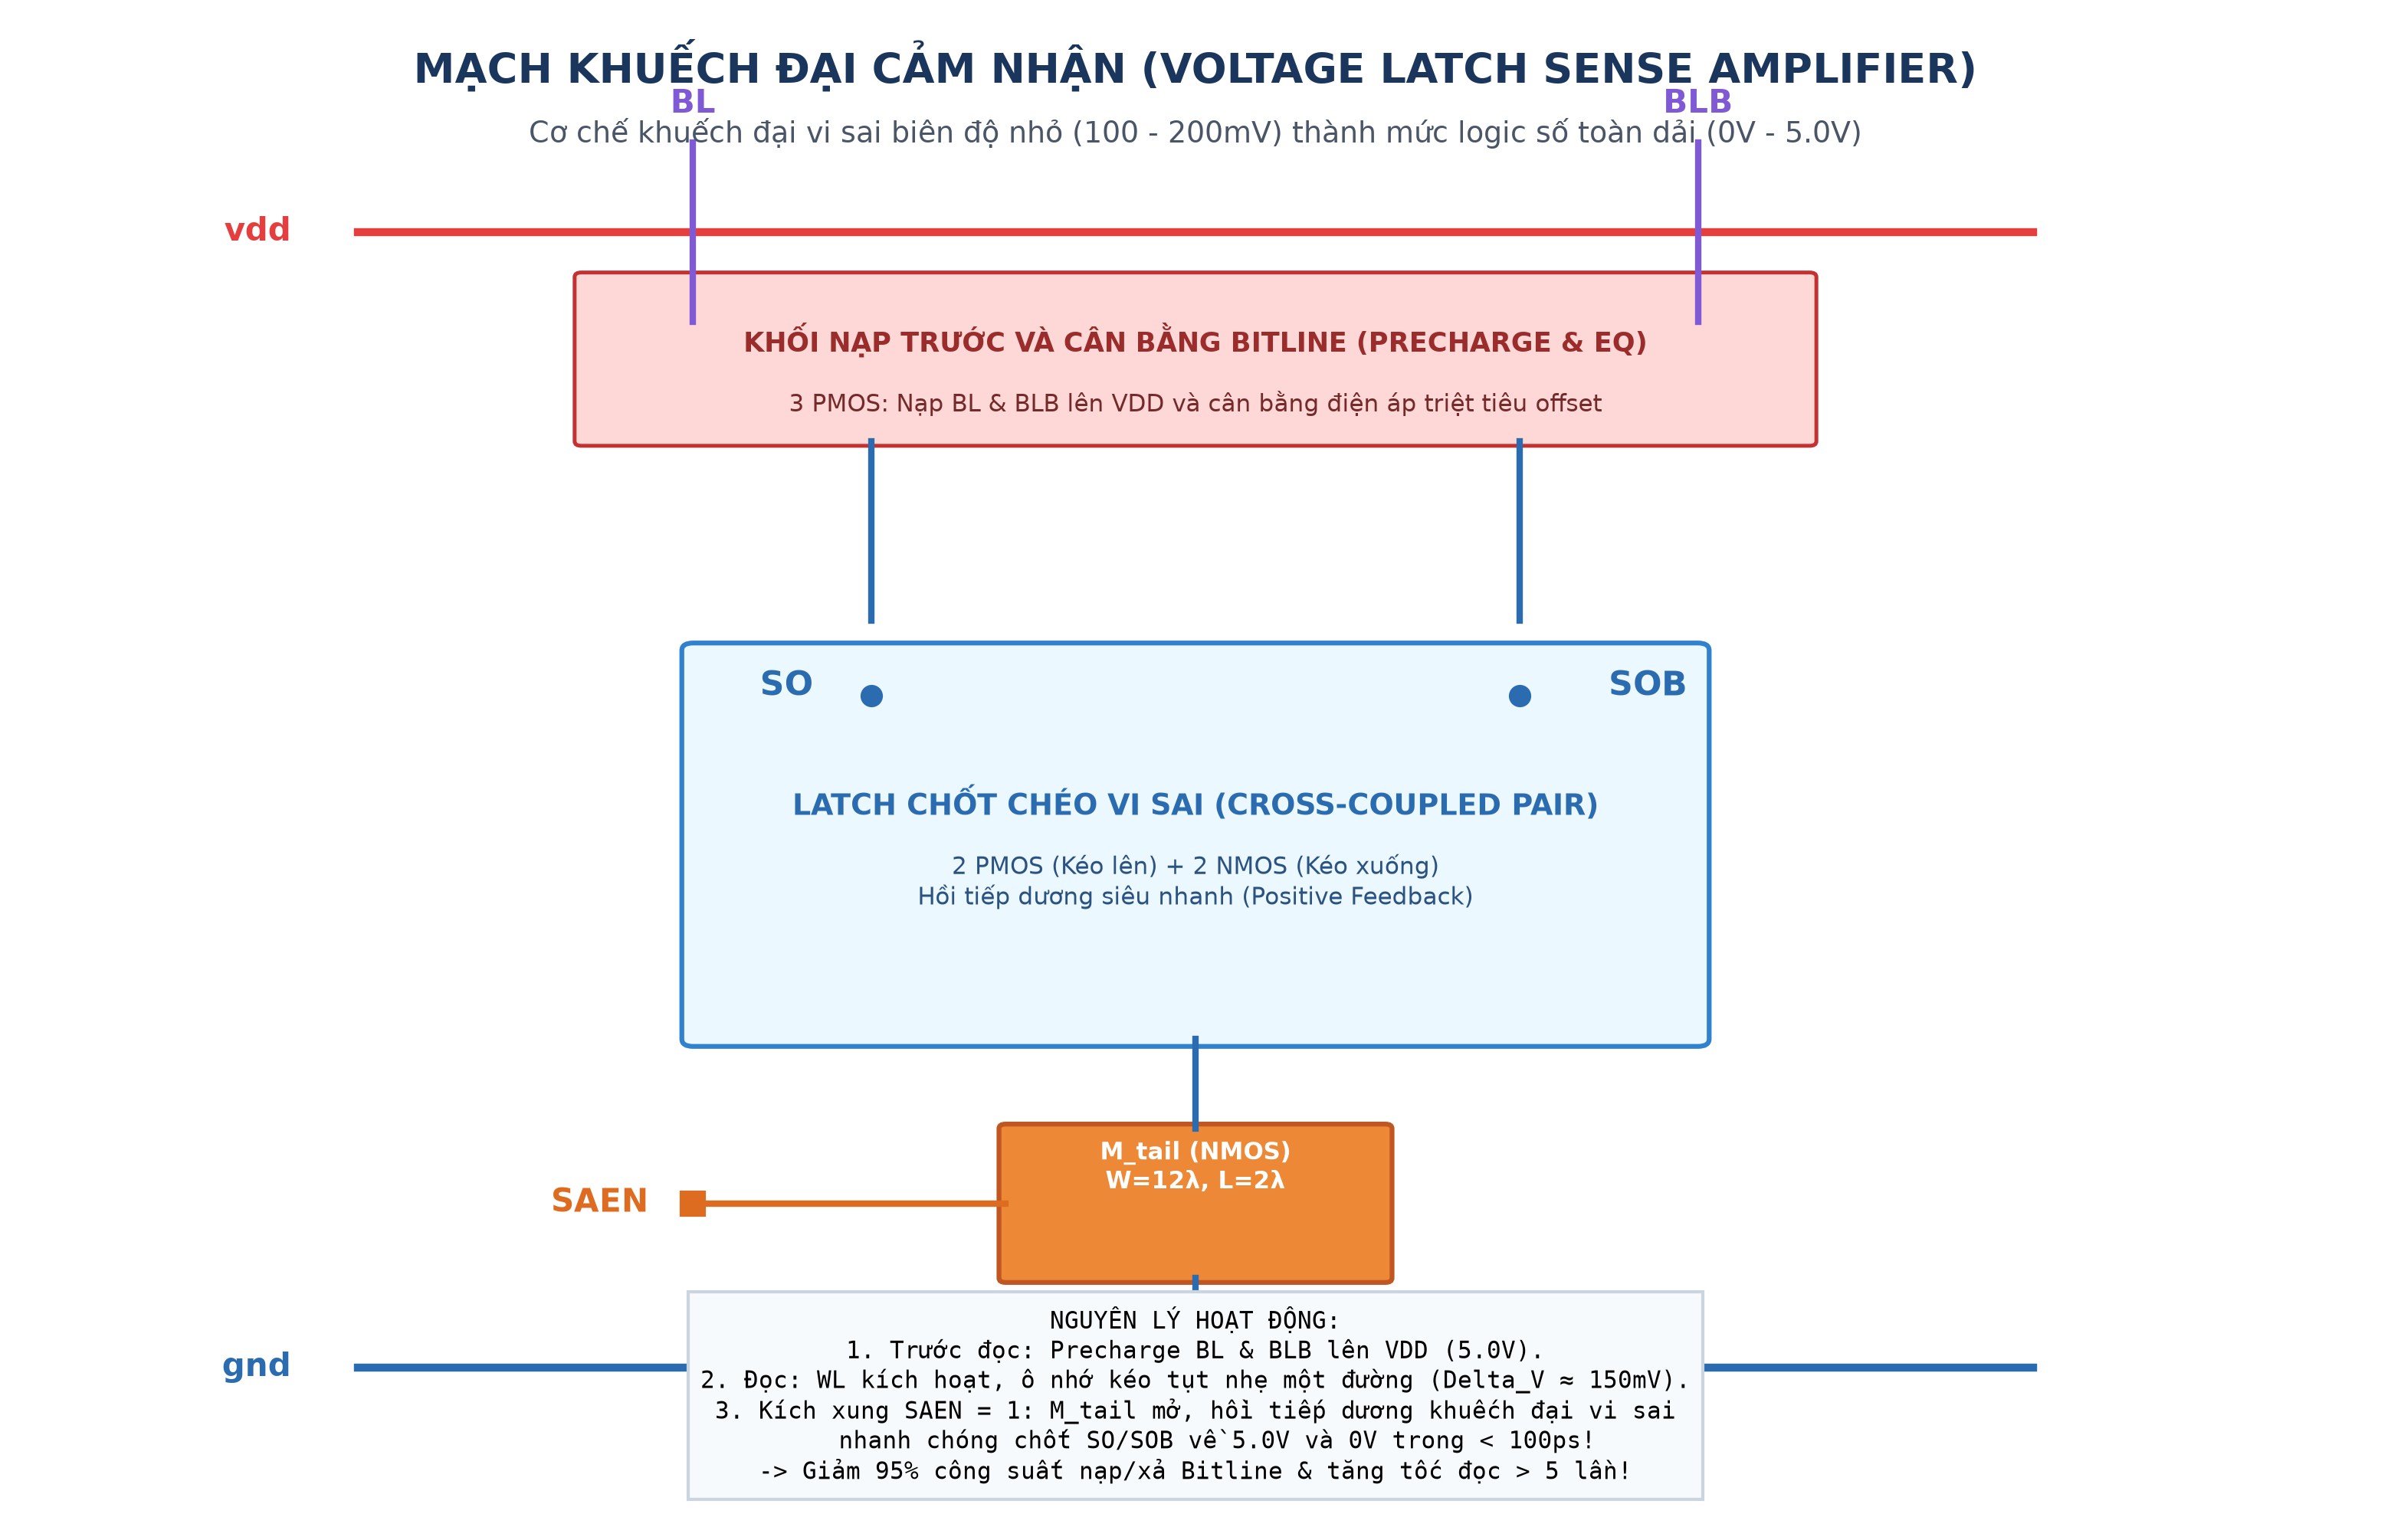 MẠCH KHUẾCH ĐẠI CẢM NHẬN (VOLTAGE LATCH SENSE AMPLIFIER)
BL
BLB
Cơ chế khuếch đại vi sai biên độ nhỏ (100 - 200mV) thành mức logic số toàn dải (0V - 5.0V)
vdd
KHỐI NẠP TRƯỚC VÀ CÂN BẰNG BITLINE (PRECHARGE & EQ)
3 PMOS: Nạp BL & BLB lên VDD và cân bằng điện áp triệt tiêu offset
SO
SOB
LATCH CHỐT CHÉO VI SAI (CROSS-COUPLED PAIR)
2 PMOS (Kéo lên) + 2 NMOS (Kéo xuống)
Hồi tiếp dương siêu nhanh (Positive Feedback)
M_tail (NMOS)
W=12λ, L=2λ
SAEN
gnd
NGUYÊN LÝ HOẠT ĐỘNG:
1. Trước đọc: Precharge BL & BLB lên VDD (5.0V).
2. Đọc: WL kích hoạt, ô nhớ kéo tụt nhẹ một đường (Delta_V ≈ 150mV).
3. Kích xung SAEN = 1: M_tail mở, hồi tiếp dương khuếch đại vi sai
nhanh chóng chốt SO/SOB về 5.0V và 0V trong < 100ps!
-> Giảm 95% công suất nạp/xả Bitline & tăng tốc đọc > 5 lần!